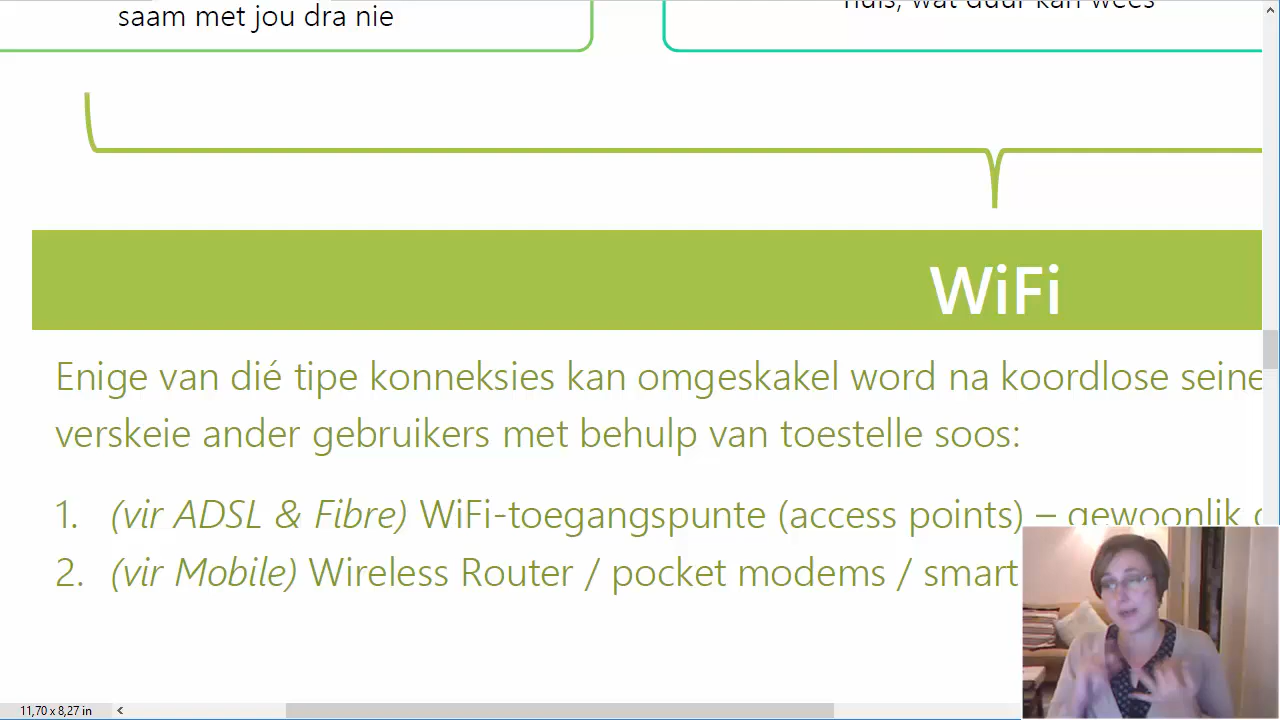 saam met jou dra nie
huis, wat duur kan wees
WiFi
Enige van dié tipe konneksies kan omgeskakel word na koordlose seine
verskeie ander gebruikers met behulp van toestelle soos:
1. (vir ADSL & Fibre) WiFi-toegangspunte (access points) – gewoonlik
2. (vir Mobile) Wireless Router / pocket modems / smart
11,70 x 8,27 in